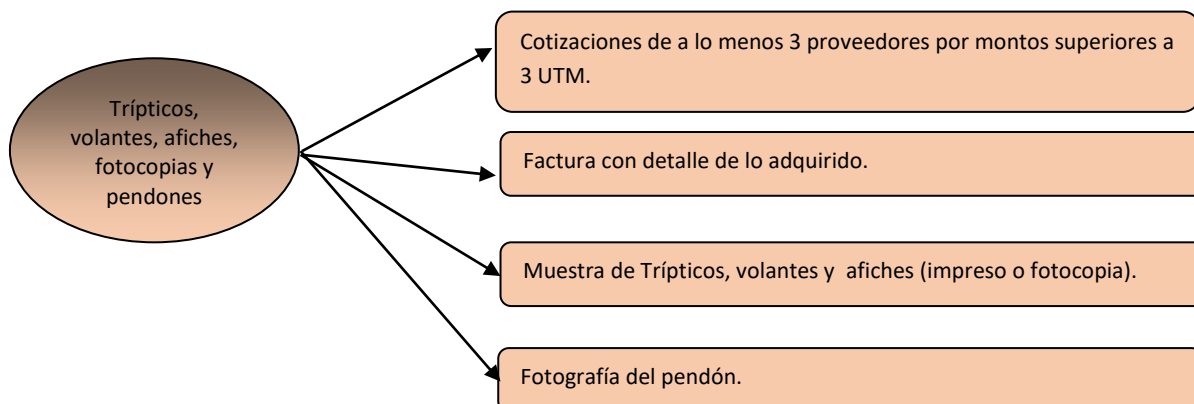 Trípticos,
volantes, afiches,
fotocopias y
pendones
Cotizaciones de a lo menos 3 proveedores por montos superiores a
3 UTM.
Factura con detalle de lo adquirido.
Muestra de Trípticos, volantes y  afiches (impreso o fotocopia).
Fotografía del pendón.